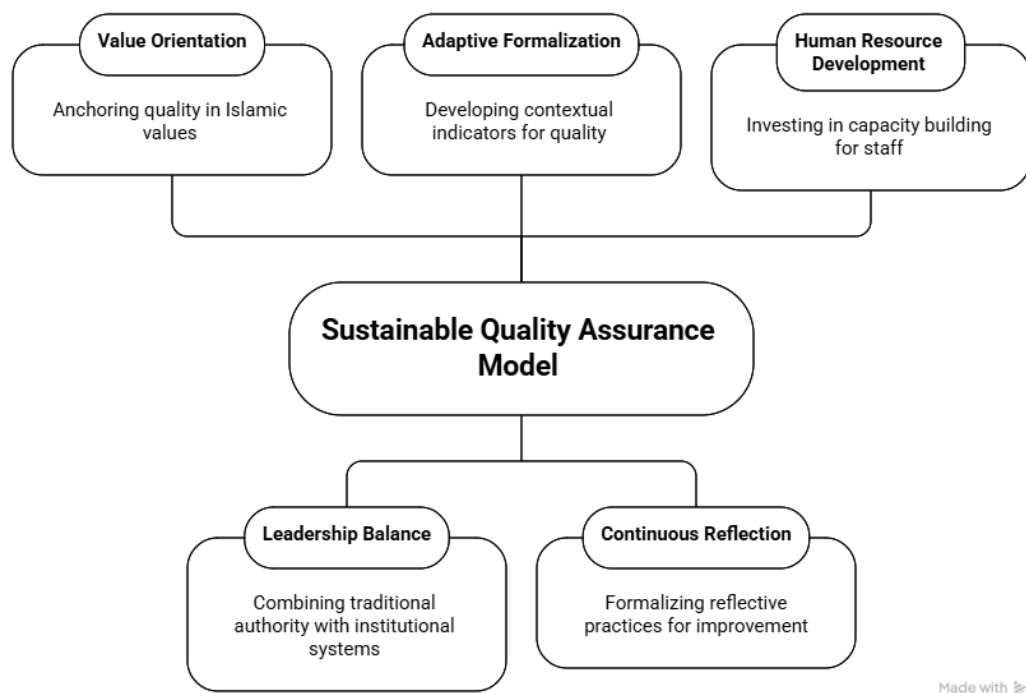 Value Orientation
Anchoring quality in Islamic
values
Adaptive Formalization
Developing contextual
indicators for quality
Human Resource
Development
Investing in capacity building
for staff
Sustainable Quality Assurance
Model
Leadership Balance
Combining traditional
authority with institutional
systems
Continuous Reflection
Formalizing reflective
practices for improvement
Made with